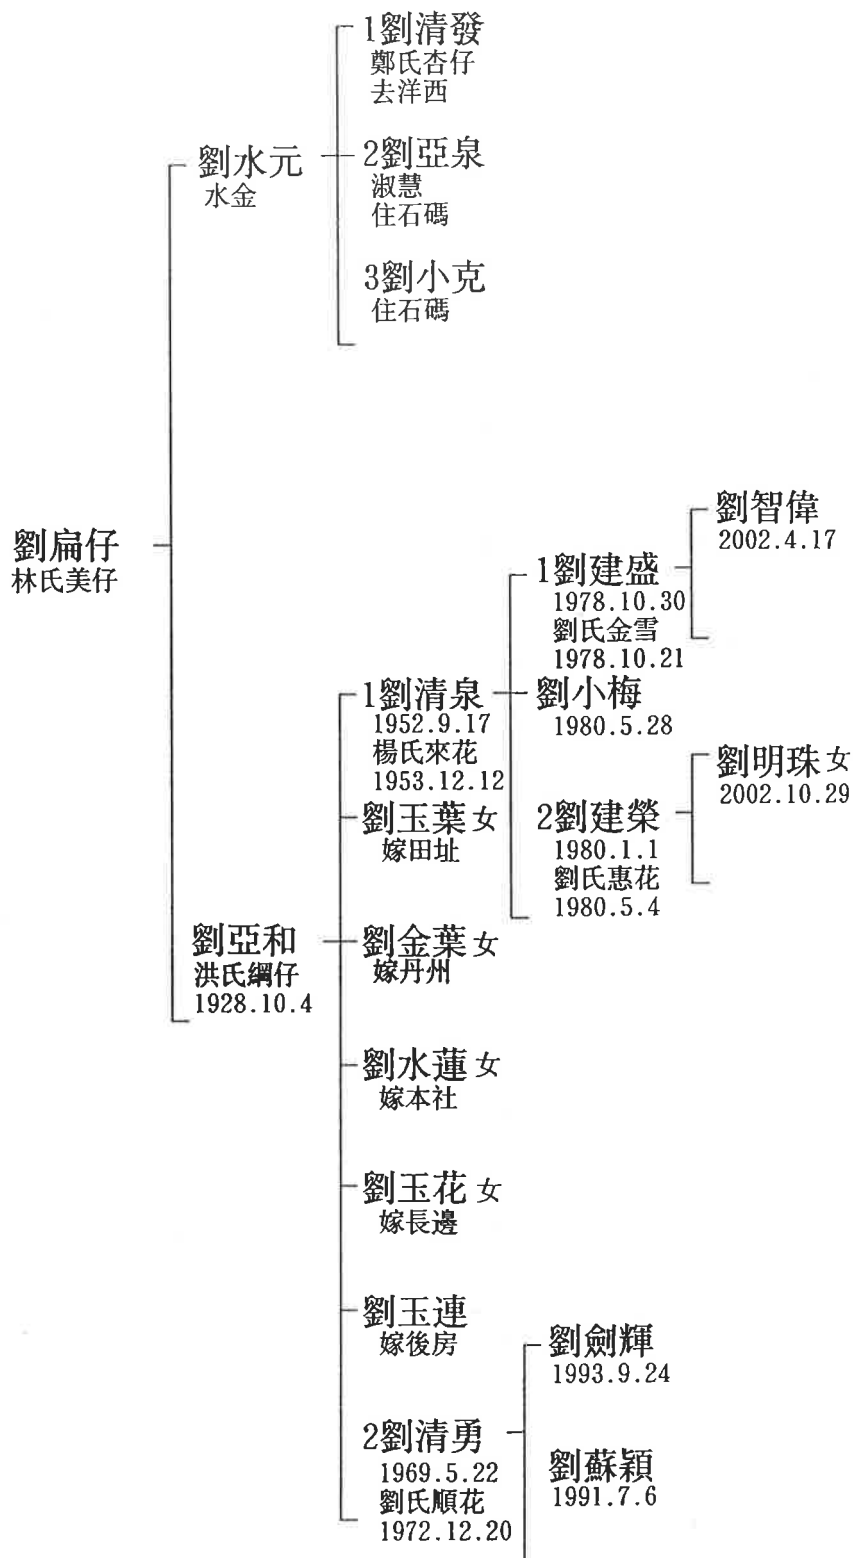 劉扁仔
林氏美仔
劉水元
水金
1劉清發
鄭氏杏仔
去洋西
2劉亞泉
淑慧
住石碼
3劉小克
住石碼
劉亞和
洪氏綢仔
1928.10.4
1劉清泉
1952.9.17
楊氏來花
1953.12.12
1劉建盛
1978.10.30
劉氏金雪
1978.10.21
劉智偉
2002.4.17
劉小梅
1980.5.28
2劉建榮
1980.1.1
劉氏惠花
1980.5.4
劉明珠女
2002.10.29
劉玉葉女
嫁田址
劉金葉女
嫁丹州
劉水蓮女
嫁本社
劉玉花女
嫁長邊
劉玉連
嫁後房
2劉清勇
1969.5.22
劉氏順花
1972.12.20
劉劍輝
1993.9.24
劉蘇穎
1991.7.6